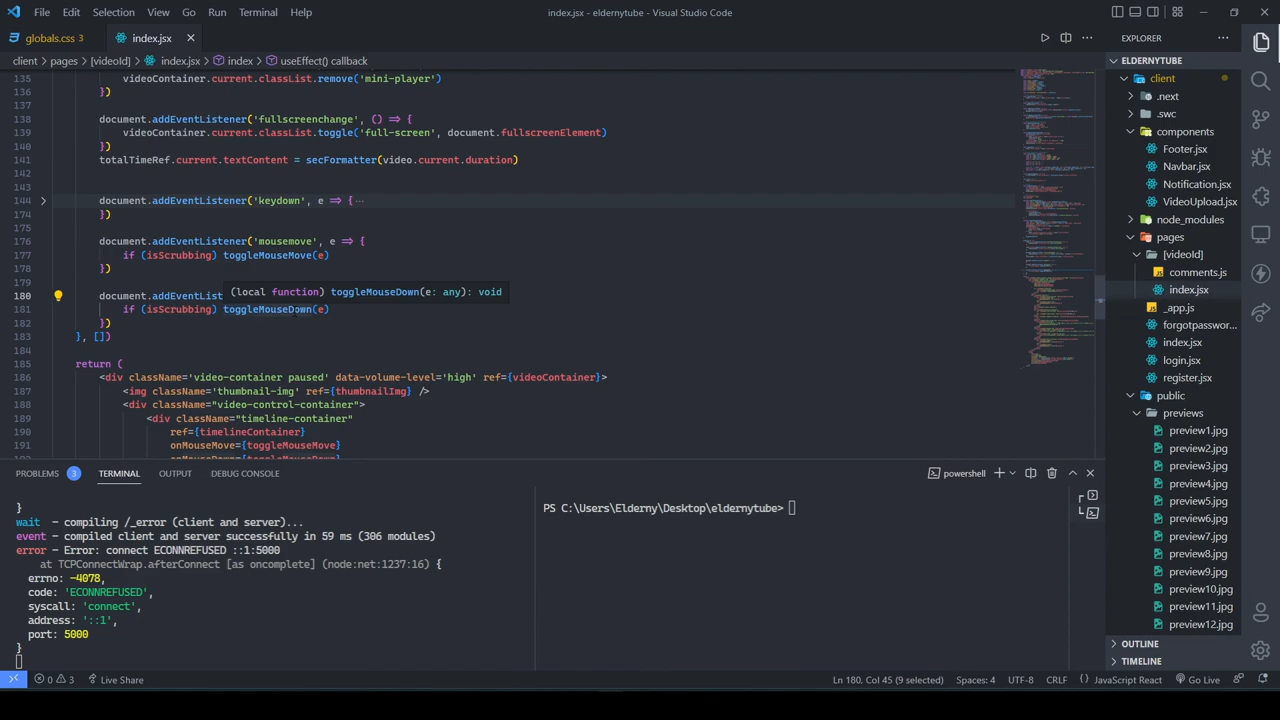 File Edit Selection View Go Run Terminal Help
index.jsx - eldernytube - Visual Studio Code
globals.css 3
index.jsx
client > pages > [videoId] > index.jsx > index > useEffect() callback
135 videoContainer.current.classList.remove('mini-player')
136 })
137
138 document.addEventListener('fullscreenchange', () => {
139 videoContainer.current.classList.toggle('full-screen', document.fullscreenElement)
140 })
141 totalTimeRef.current.textContent = secFormatter(video.current.duration)
142
143
144 document.addEventListener('keydown', e => {…
174 })
175
176 document.addEventListener('mousemove', e => {
177 if (isScrubbing) toggleMouseMove(e)
178 })
(local function) toggleMouseDown(e: any): void
180 document.addEventList
181 if (isScrubbing) toggleMouseDown(e)
182 })
183 }, [])
184
185 return (
186 <div className='video-container paused' data-volume-level='high' ref={videoContainer}>
187 <img className='thumbnail-img' ref={thumbnailImg} />
188 <div className="video-control-container">
189 <div className="timeline-container"
190 ref={timelineContainer}
191 onMouseMove={toggleMouseMove}
PROBLEMS 3 TERMINAL OUTPUT DEBUG CONSOLE
powershell
}
wait - compiling /_error (client and server)...
event - compiled client and server successfully in 59 ms (306 modules)
error - Error: connect ECONNREFUSED ::1:5000
at TCPConnectWrap.afterConnect [as oncomplete] (node:net:1237:16) {
errno: -4078,
code: 'ECONNREFUSED',
syscall: 'connect',
address: '::1',
port: 5000
}
PS C:\Users\Elderny\Desktop\eldernytube>
EXPLORER
ELDERNYTUBE
client
.next
.swc
components
Footer.jsx
Navbar.jsx
Notification.jsx
VideoUpload.jsx
node_modules
pages
[videoId]
comments.js
index.jsx
_app.js
forgotpasswor...
index.jsx
login.jsx
register.jsx
public
previews
preview1.jpg
preview2.jpg
preview3.jpg
preview4.jpg
preview5.jpg
preview6.jpg
preview7.jpg
preview8.jpg
preview9.jpg
preview10.jpg
preview11.jpg
preview12.jpg
OUTLINE
TIMELINE
0 3 Live Share
Ln 180, Col 45 (9 selected) Spaces: 4 UTF-8 CRLF {} JavaScript React Go Live